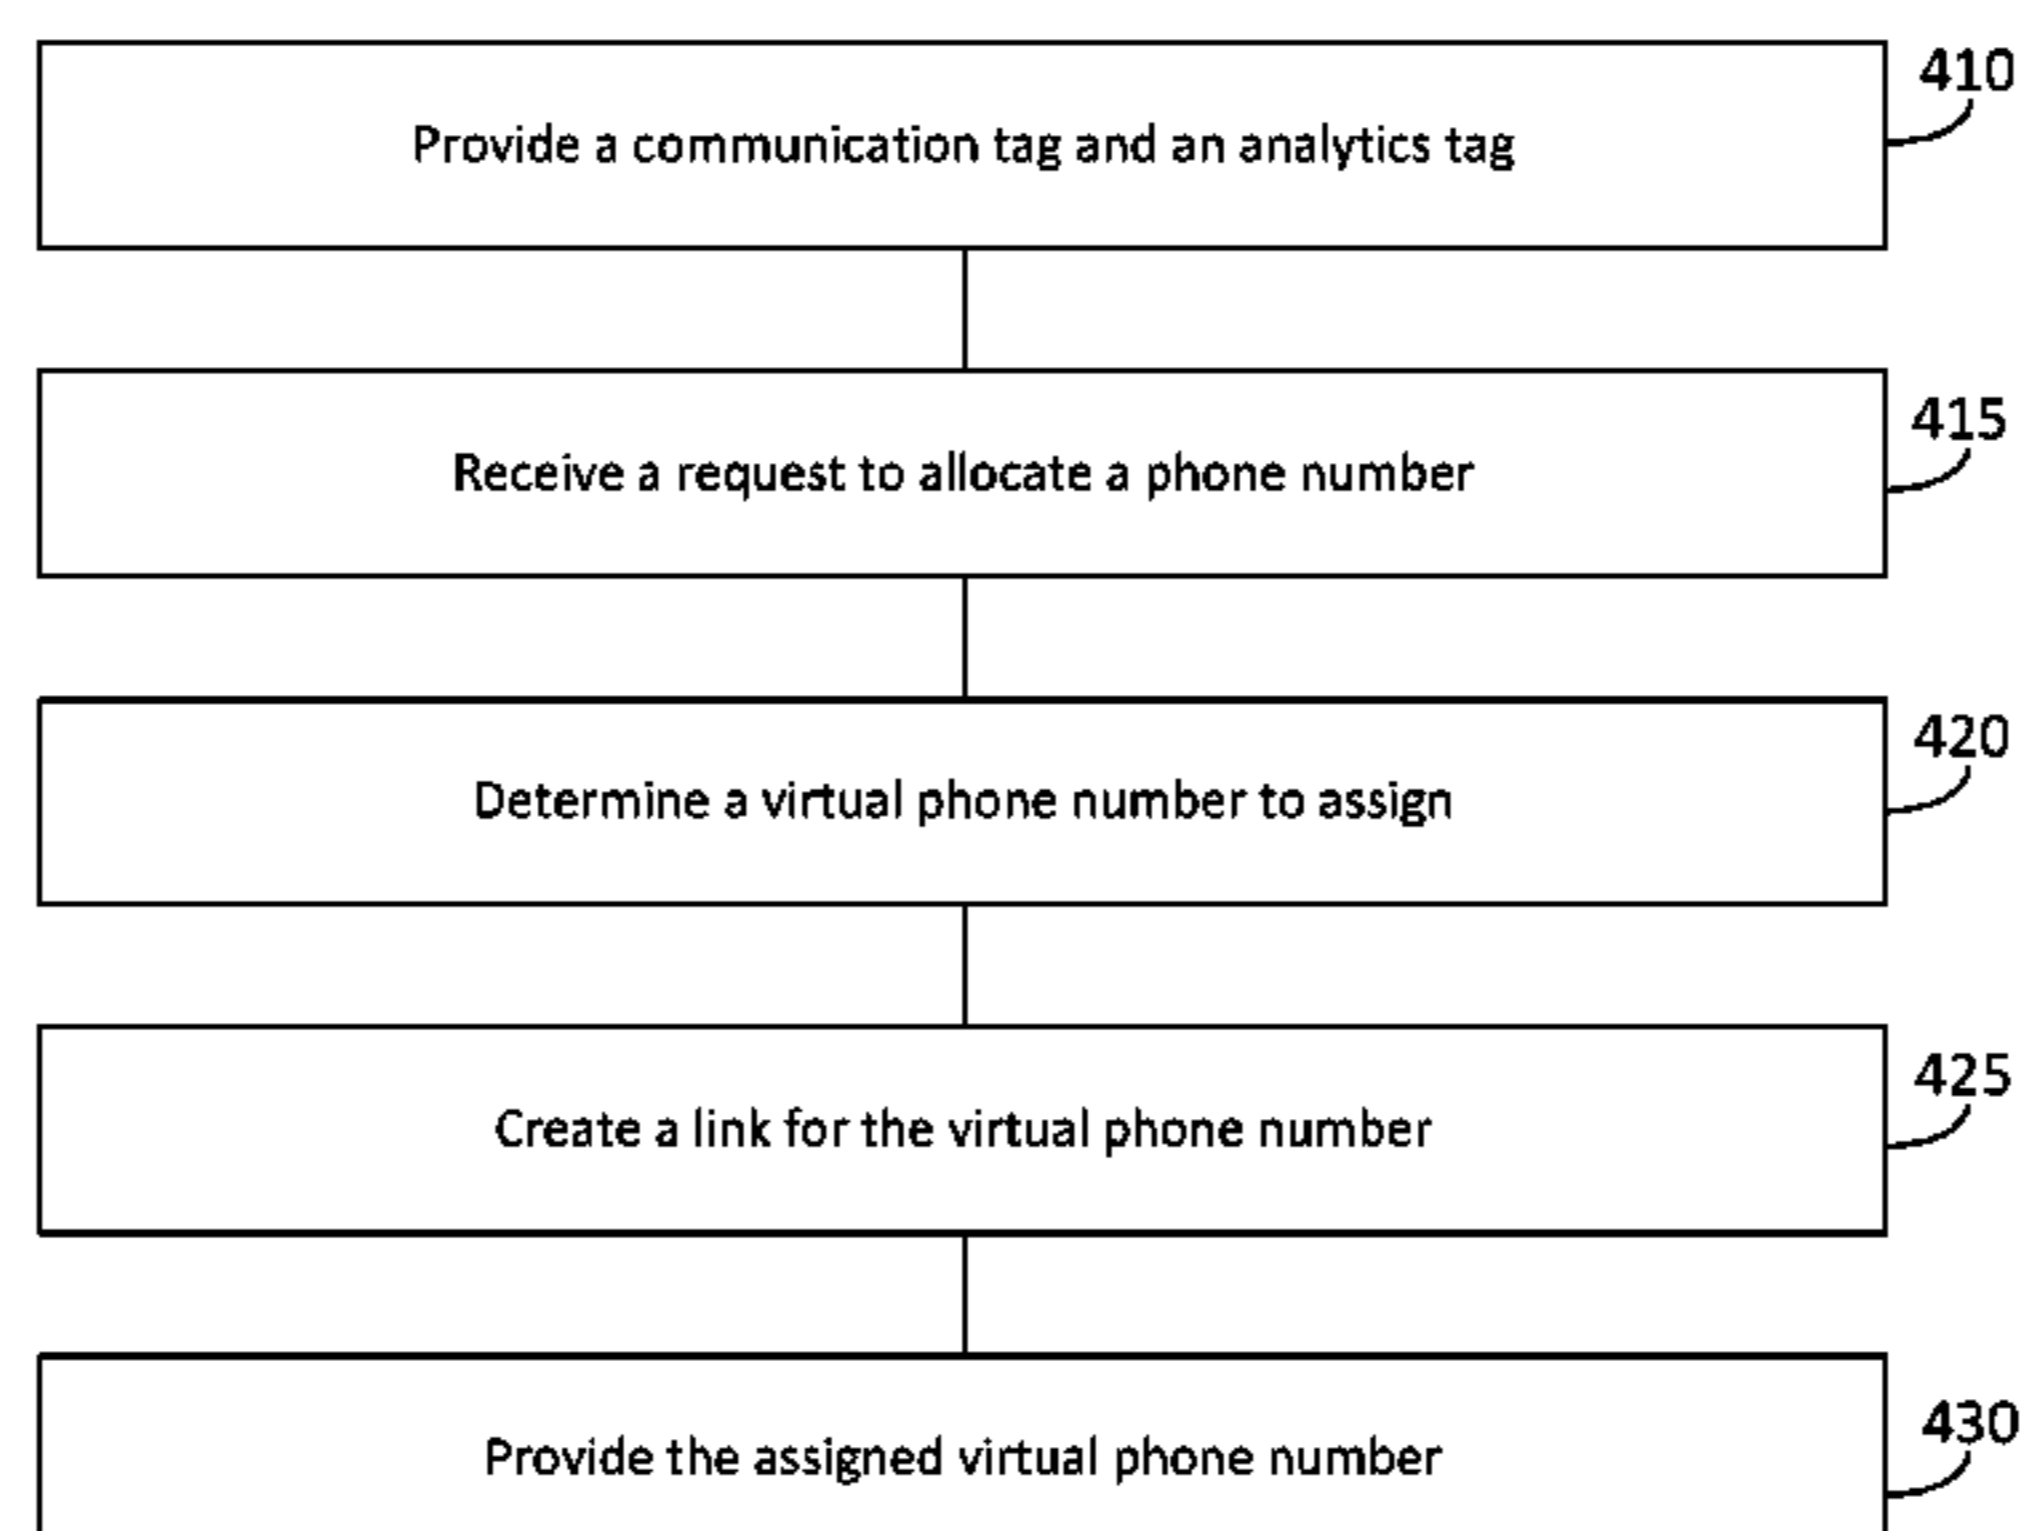 410
Provide a communication tag and an analytics tag
415
Receive a request to allocate a phone number
420
Determine a virtual phone number to assign
425
Create a link for the virtual phone number
430
Provide the assigned virtual phone number